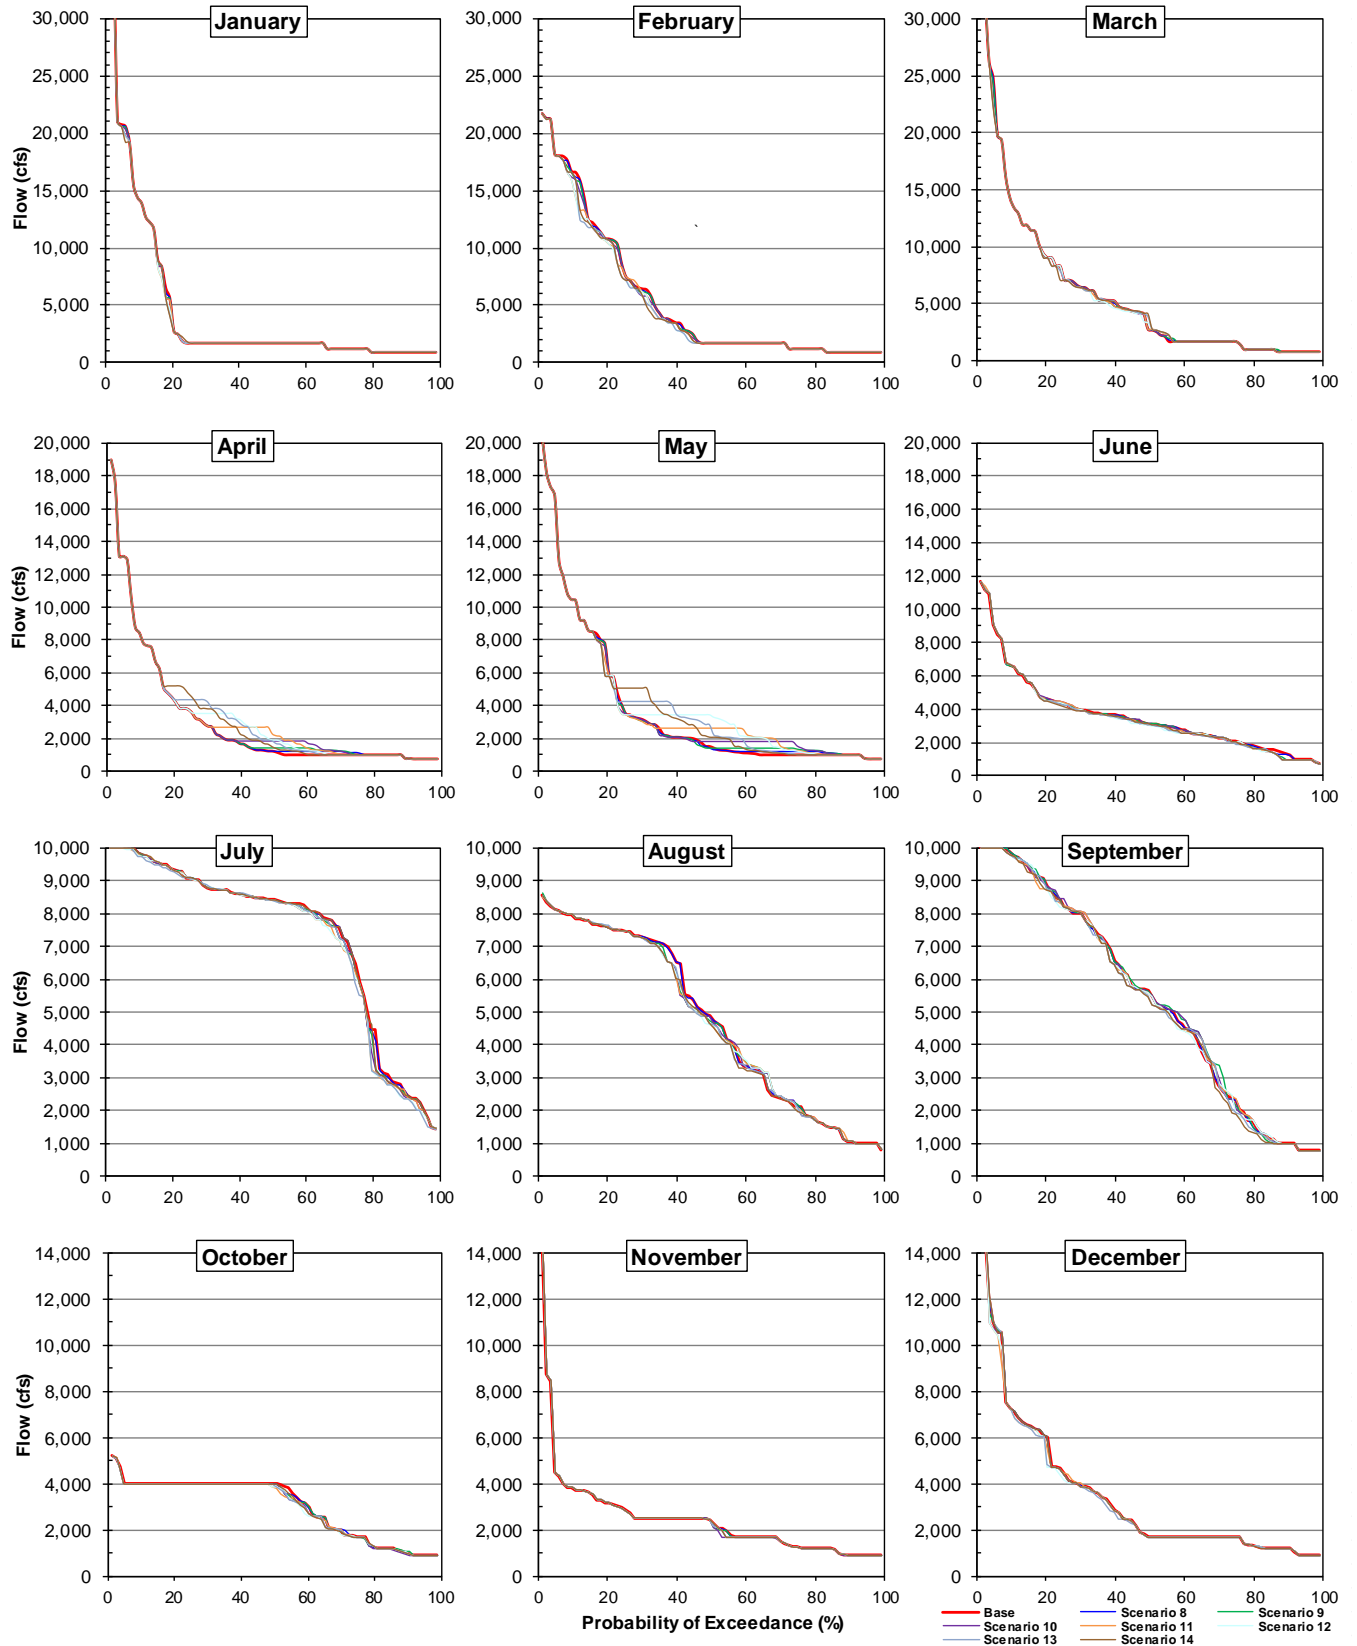 January
February
March
30,000 30,000 30,000
25,000 25,000 25,000
20,000 20,000 20,000
15,000 15,000 15,000
10,000 10,000 10,000
5,000 5,000 5,000
0 0 0
Flow (cfs)
0 20 40 60 80 100 0 20 40 60 80 100 0 20 40 60 80 100
April
May
June
20,000 20,000 20,000
18,000 18,000 18,000
16,000 16,000 16,000
14,000 14,000 14,000
12,000 12,000 12,000
10,000 10,000 10,000
8,000 8,000 8,000
6,000 6,000 6,000
4,000 4,000 4,000
2,000 2,000 2,000
0 0 0
Flow (cfs)
0 20 40 60 80 100 0 20 40 60 80 100 0 20 40 60 80 100
July
August
September
10,000 10,000 10,000
9,000 9,000 9,000
8,000 8,000 8,000
7,000 7,000 7,000
6,000 6,000 6,000
5,000 5,000 5,000
4,000 4,000 4,000
3,000 3,000 3,000
2,000 2,000 2,000
1,000 1,000 1,000
0 0 0
Flow (cfs)
0 20 40 60 80 100 0 20 40 60 80 100 0 20 40 60 80 100
October
November
December
14,000 14,000 14,000
12,000 12,000 12,000
10,000 10,000 10,000
8,000 8,000 8,000
6,000 6,000 6,000
4,000 4,000 4,000
2,000 2,000 2,000
0 0 0
Flow (cfs)
0 20 40 60 80 100 0 20 40 60 80 100 0 20 40 60 80 100
Probability of Exceedance (%)
Base Scenario 8 Scenario 9
Scenario 10 Scenario 11 Scenario 12
Scenario 13 Scenario 14